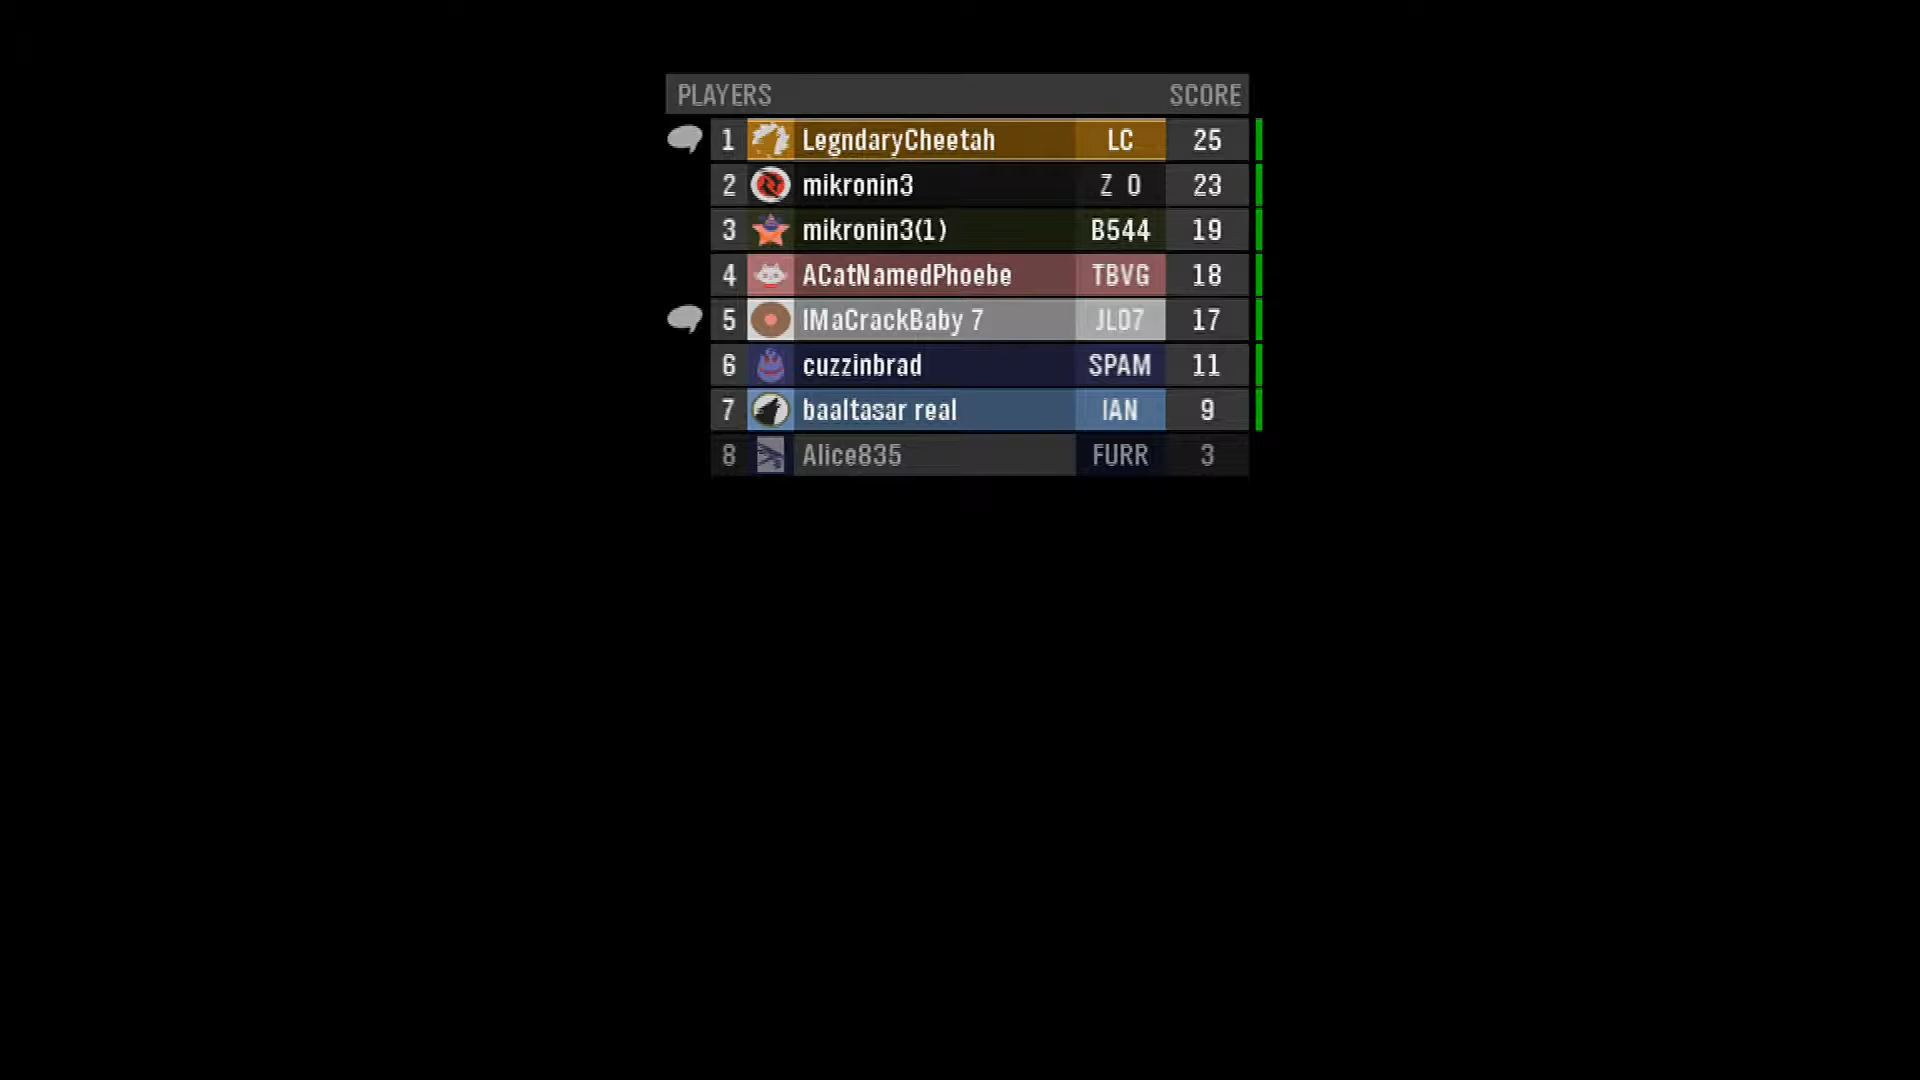 PLAYERS SCORE
1 LegndaryCheetah LC 25
2 mikronin3 Z 0 23
3 mikronin3(1) B544 19
4 ACatNamedPhoebe TBVG 18
5 IMaCrackBaby 7 JL07 17
6 cuzzinbrad SPAM 11
7 baaltasar real IAN 9
8 Alice835 FURR 3